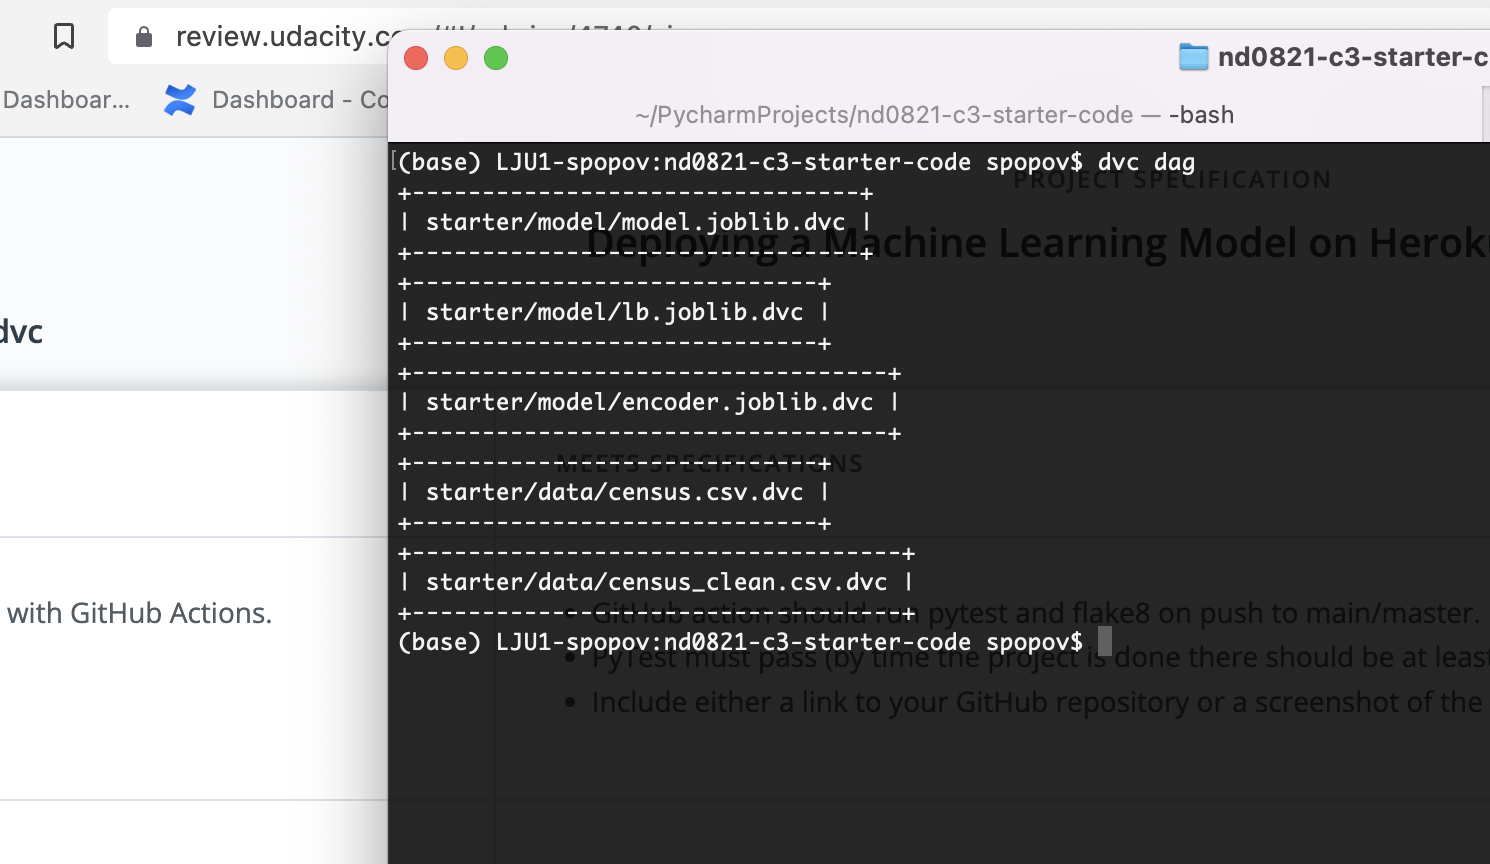 review.udacity.co
Dashboar...
Dashboard - Co
nd0821-c3-starter-c
~/PycharmProjects/nd0821-c3-starter-code — -bash
(base) LJU1-spopov:nd0821-c3-starter-code spopov$ dvc dag
PROJECT SPECIFICATION
+--------------------------------+
| starter/model/model.joblib.dvc |
Deploying a Machine Learning Model on Heroku
+--------------------------------+
+-----------------------------+
| starter/model/lb.joblib.dvc |
dvc
+-----------------------------+
+----------------------------------+
| starter/model/encoder.joblib.dvc |
+----------------------------------+
+-----------------------------+
MEETS SPECIFICATIONS
| starter/data/census.csv.dvc |
+-----------------------------+
+-----------------------------------+
| starter/data/census_clean.csv.dvc |
+-----------------------------------+
with GitHub Actions.
• GitHub action should run pytest and flake8 on push to main/master.
(base) LJU1-spopov:nd0821-c3-starter-code spopov$
• PyTest must pass (by time the project is done there should be at least
• Include either a link to your GitHub repository or a screenshot of the